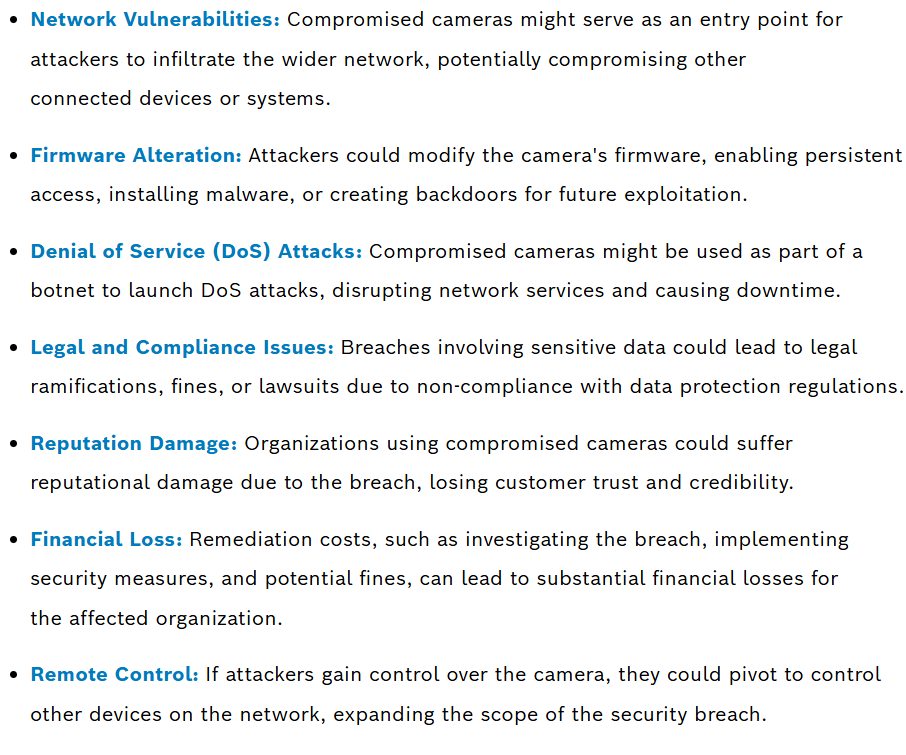 • Network Vulnerabilities: Compromised cameras might serve as an entry point for
attackers to infiltrate the wider network, potentially compromising other
connected devices or systems.
• Firmware Alteration: Attackers could modify the camera's firmware, enabling persistent
access, installing malware, or creating backdoors for future exploitation.
• Denial of Service (DoS) Attacks: Compromised cameras might be used as part of a
botnet to launch DoS attacks, disrupting network services and causing downtime.
• Legal and Compliance Issues: Breaches involving sensitive data could lead to legal
ramifications, fines, or lawsuits due to non-compliance with data protection regulations.
• Reputation Damage: Organizations using compromised cameras could suffer
reputational damage due to the breach, losing customer trust and credibility.
• Financial Loss: Remediation costs, such as investigating the breach, implementing
security measures, and potential fines, can lead to substantial financial losses for
the affected organization.
• Remote Control: If attackers gain control over the camera, they could pivot to control
other devices on the network, expanding the scope of the security breach.